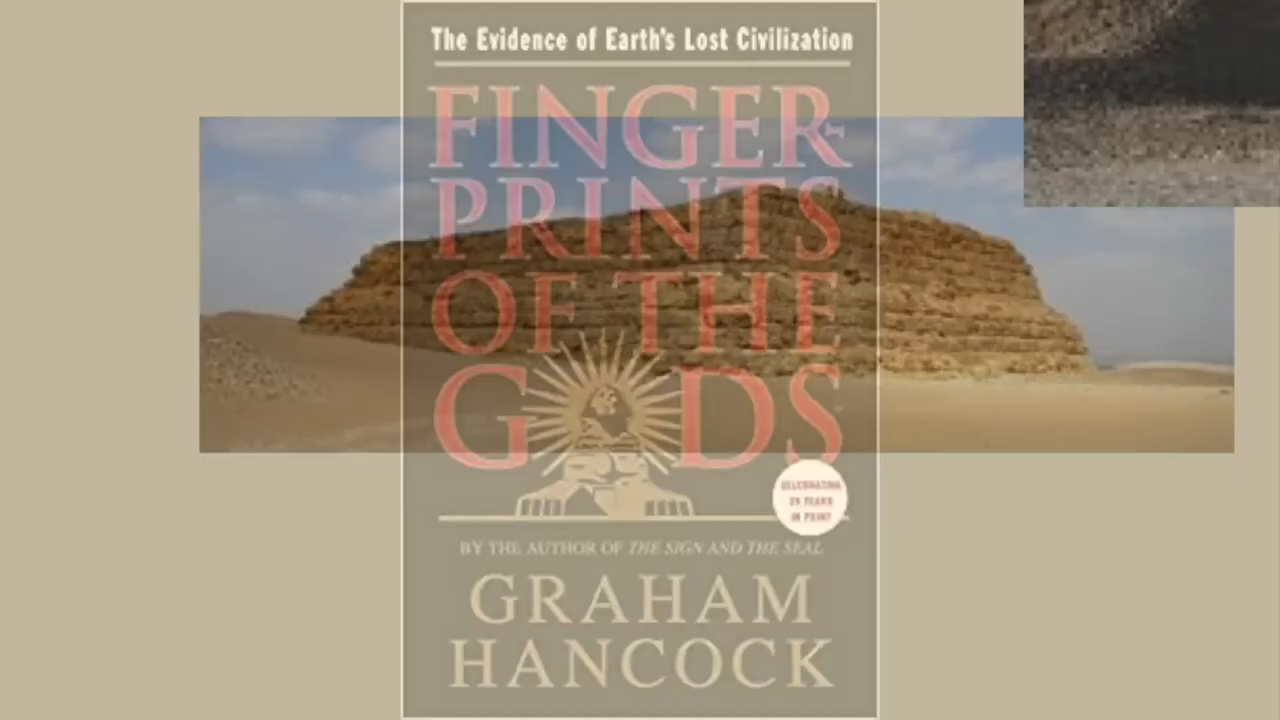 The Evidence of Earth's Lost Civilization
FINGER-
PRINTS
OF THE
GODS
CELEBRATING
25 YEARS
IN PRINT
BY THE AUTHOR OF THE SIGN AND THE SEAL
GRAHAM
HANCOCK